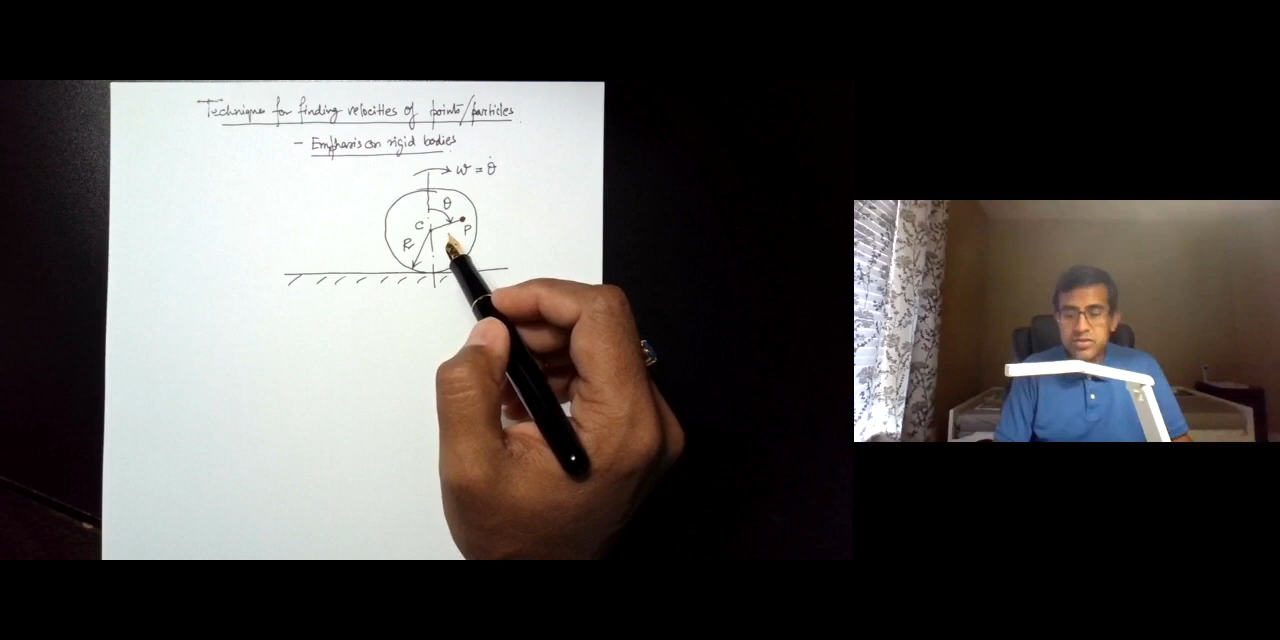 Techniques for finding velocities of points/particles
- Emphasis on rigid bodies
ω = θ̇
θ
C
P
R